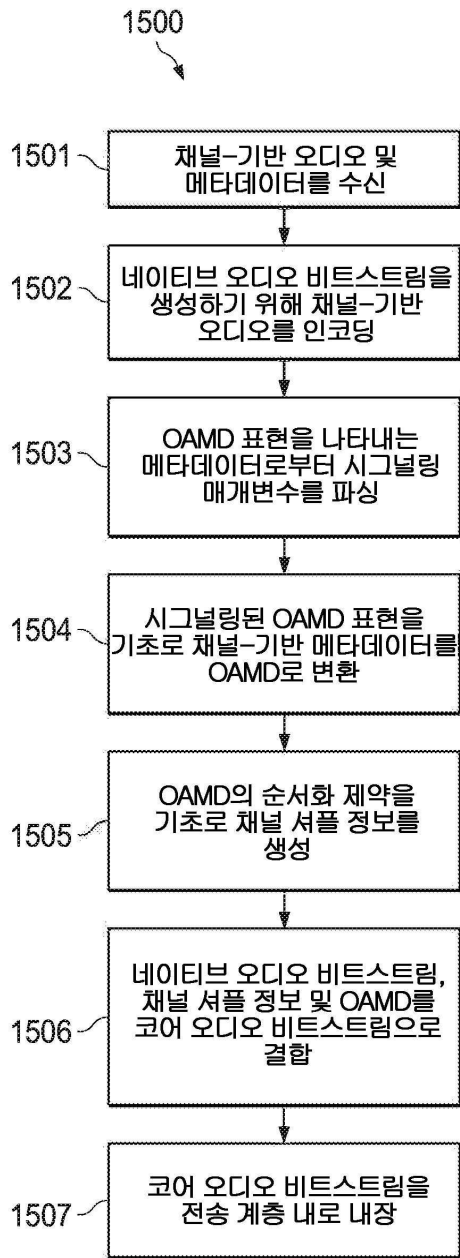 1500
1501
채널-기반 오디오 및
메타데이터를 수신
1502
네이티브 오디오 비트스트림을
생성하기 위해 채널-기반
오디오를 인코딩
1503
OAMD 표현을 나타내는
메타데이터로부터 시그널링
매개변수를 파싱
1504
시그널링된 OAMD 표현을
기초로 채널-기반 메타데이터를
OAMD로 변환
1505
OAMD의 순서화 제약을
기초로 채널 셔플 정보를
생성
1506
네이티브 오디오 비트스트림,
채널 셔플 정보 및 OAMD를
코어 오디오 비트스트림으로
결합
1507
코어 오디오 비트스트림을
전송 계층 내로 내장